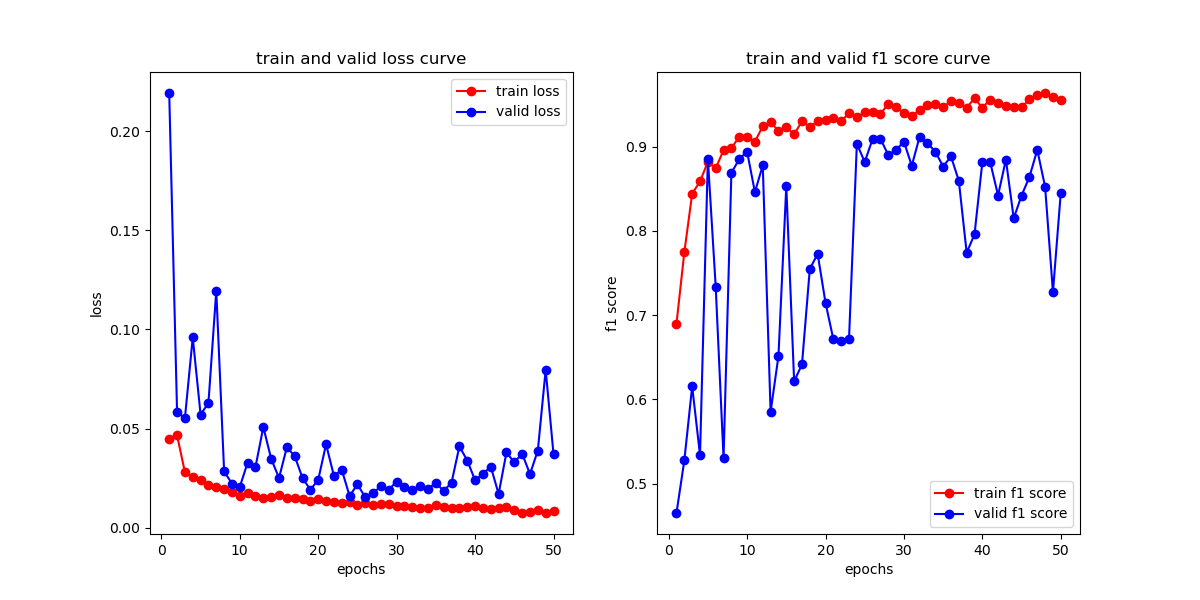 train and valid loss curve
train loss
valid loss
0.20
0.15
0.10
0.05
0.00
loss
0 10 20 30 40 50
epochs
train and valid f1 score curve
0.9
0.8
0.7
0.6
0.5
f1 score
train f1 score
valid f1 score
0 10 20 30 40 50
epochs